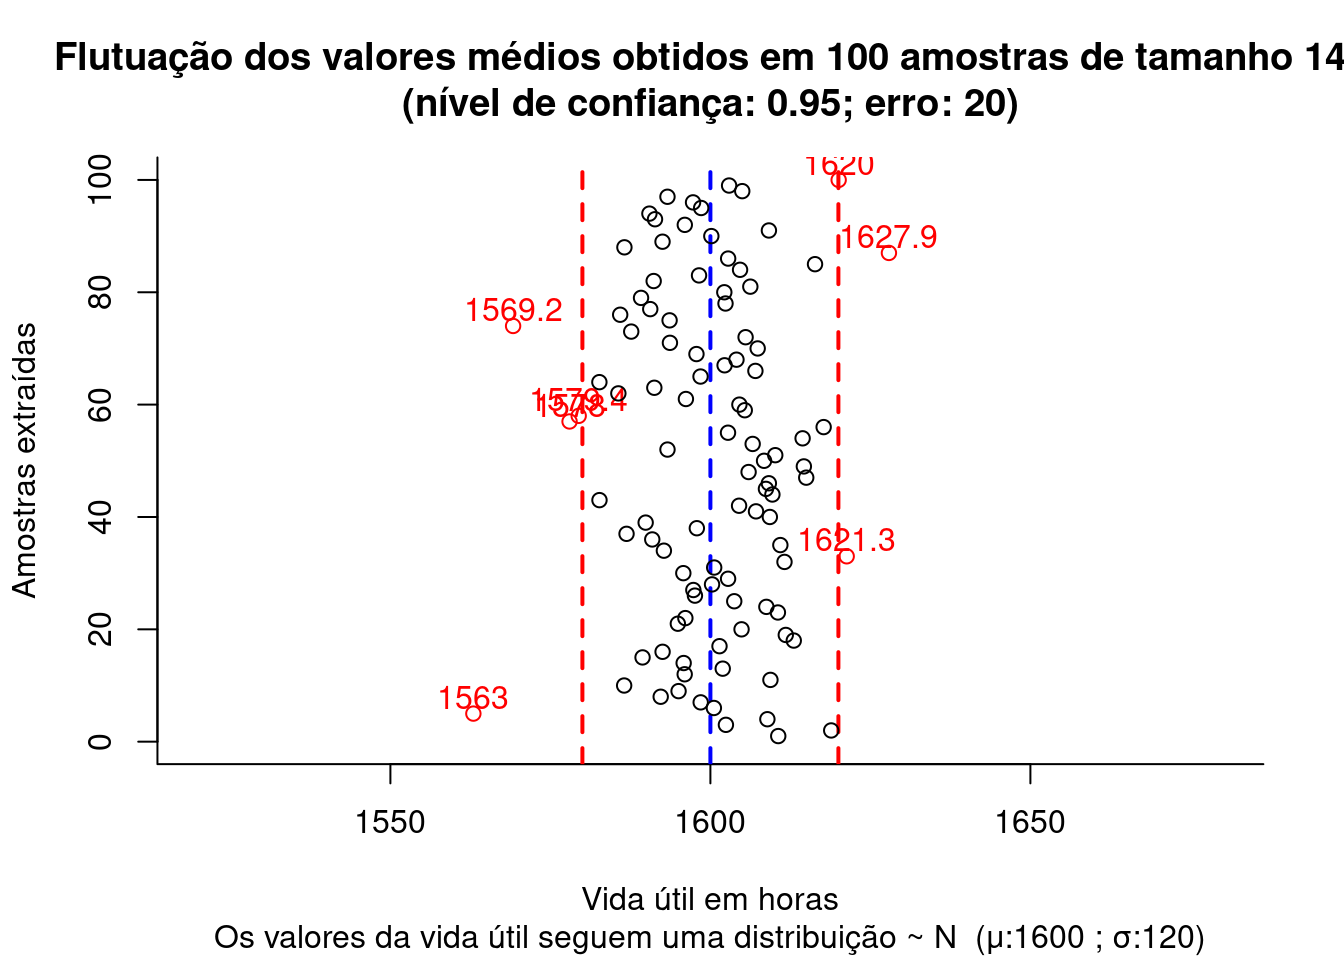 Flutuação dos valores médios obtidos em 100 amostras de tamanho 14
(nível de confiança: 0.95; erro: 20)
Amostras extraídas
100
80
60
40
20
0
1620
1627.9
1569.2
1621.3
1563
1550
1600
1650
Vida útil em horas
Os valores da vida útil seguem uma distribuição ~ N (μ:1600 ; σ:120)